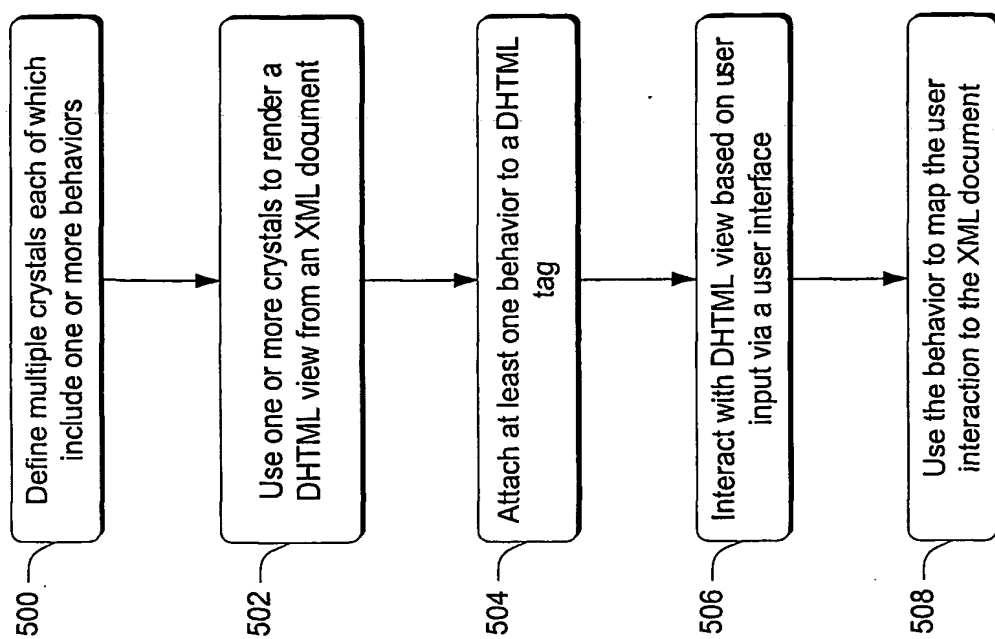 500
Define multiple crystals each of which
include one or more behaviors
502
Use one or more crystals to render a
DHTML view from an XML document
504
Attach at least one behavior to a DHTML
tag
506
Interact with DHTML view based on user
input via a user interface
508
Use the behavior to map the user
interaction to the XML document